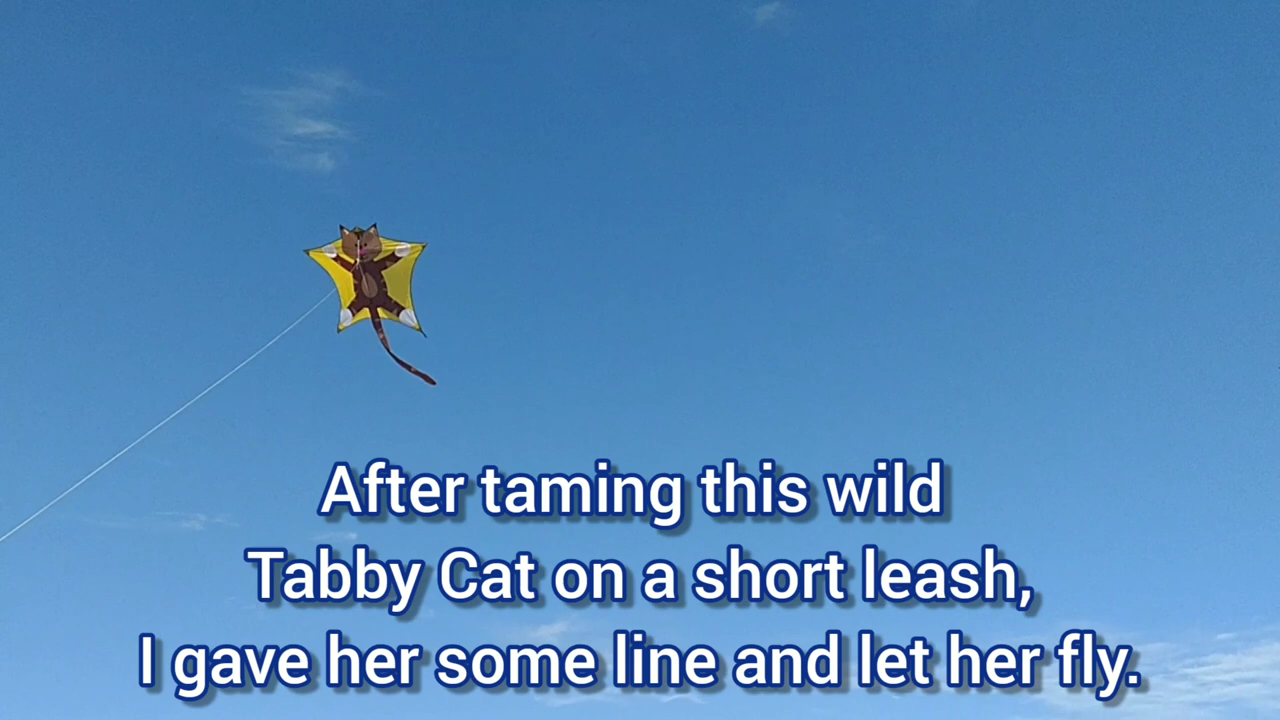 After taming this wild
Tabby Cat on a short leash,
I gave her some line and let her fly.